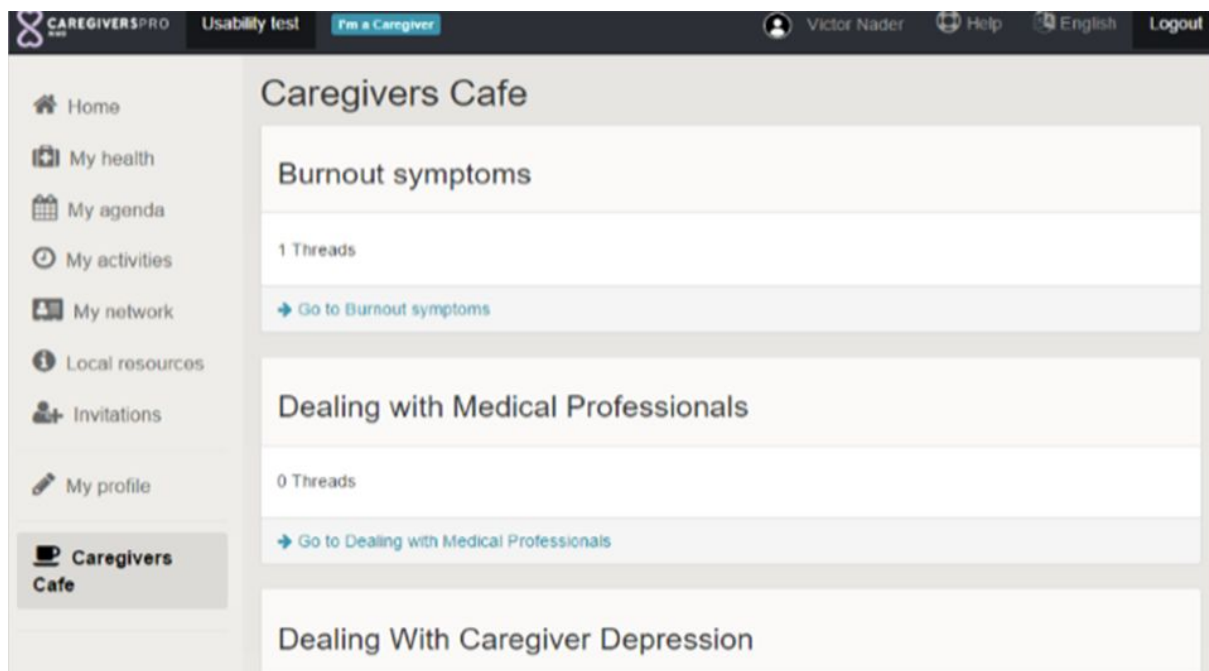 CAREGIVERSPRO
Usability test
I'm a Caregiver
Victor Nader
Help
English
Logout
Home
My health
My agenda
My activities
My network
Local resources
Invitations
My profile
Caregivers
Cafe
Caregivers Cafe
Burnout symptoms
1 Threads
Go to Burnout symptoms
Dealing with Medical Professionals
0 Threads
Go to Dealing with Medical Professionals
Dealing With Caregiver Depression